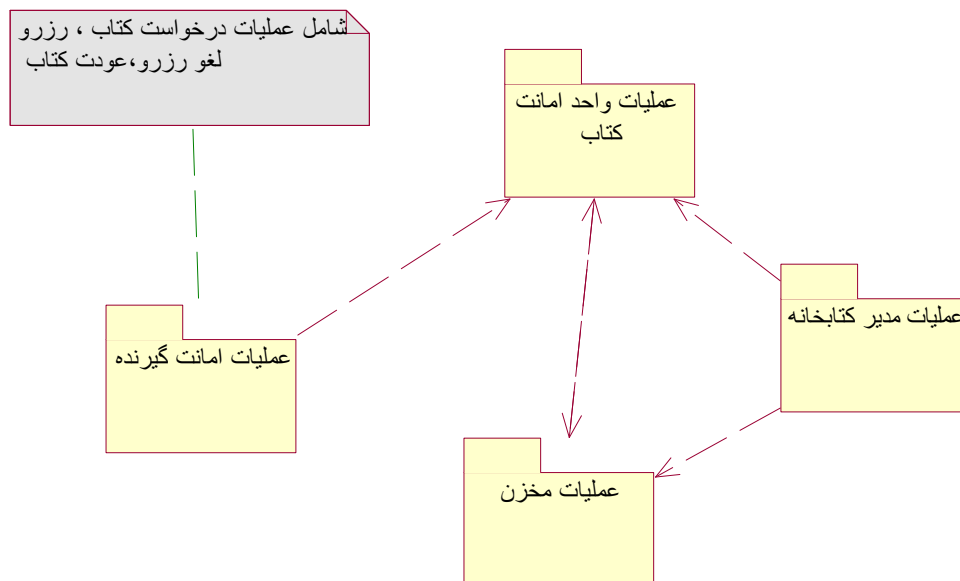 شامل عملیات درخواست کتاب ، رزرو
لغو رزرو،عودت کتاب
عملیات واحد امانت
کتاب
عملیات مدیر کتابخانه
عملیات امانت گیرنده
عملیات مخزن